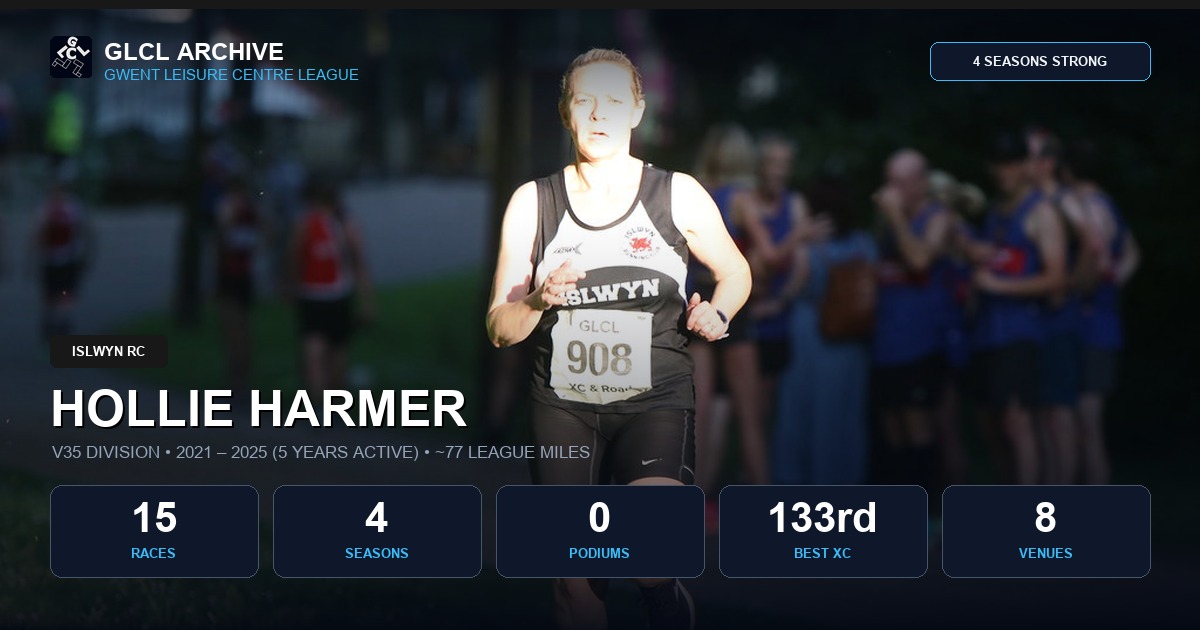 GLCL ARCHIVE
GWENT LEISURE CENTRE LEAGUE
4 SEASONS STRONG
ISLWYN
ISLWYN
GLCL
908
XC & Road
ISLWYN RC
HOLLIE HARMER
V35 DIVISION • 2021 – 2025 (5 YEARS ACTIVE) • ~77 LEAGUE MILES
15
RACES
4
SEASONS
0
PODIUMS
133rd
BEST XC
8
VENUES